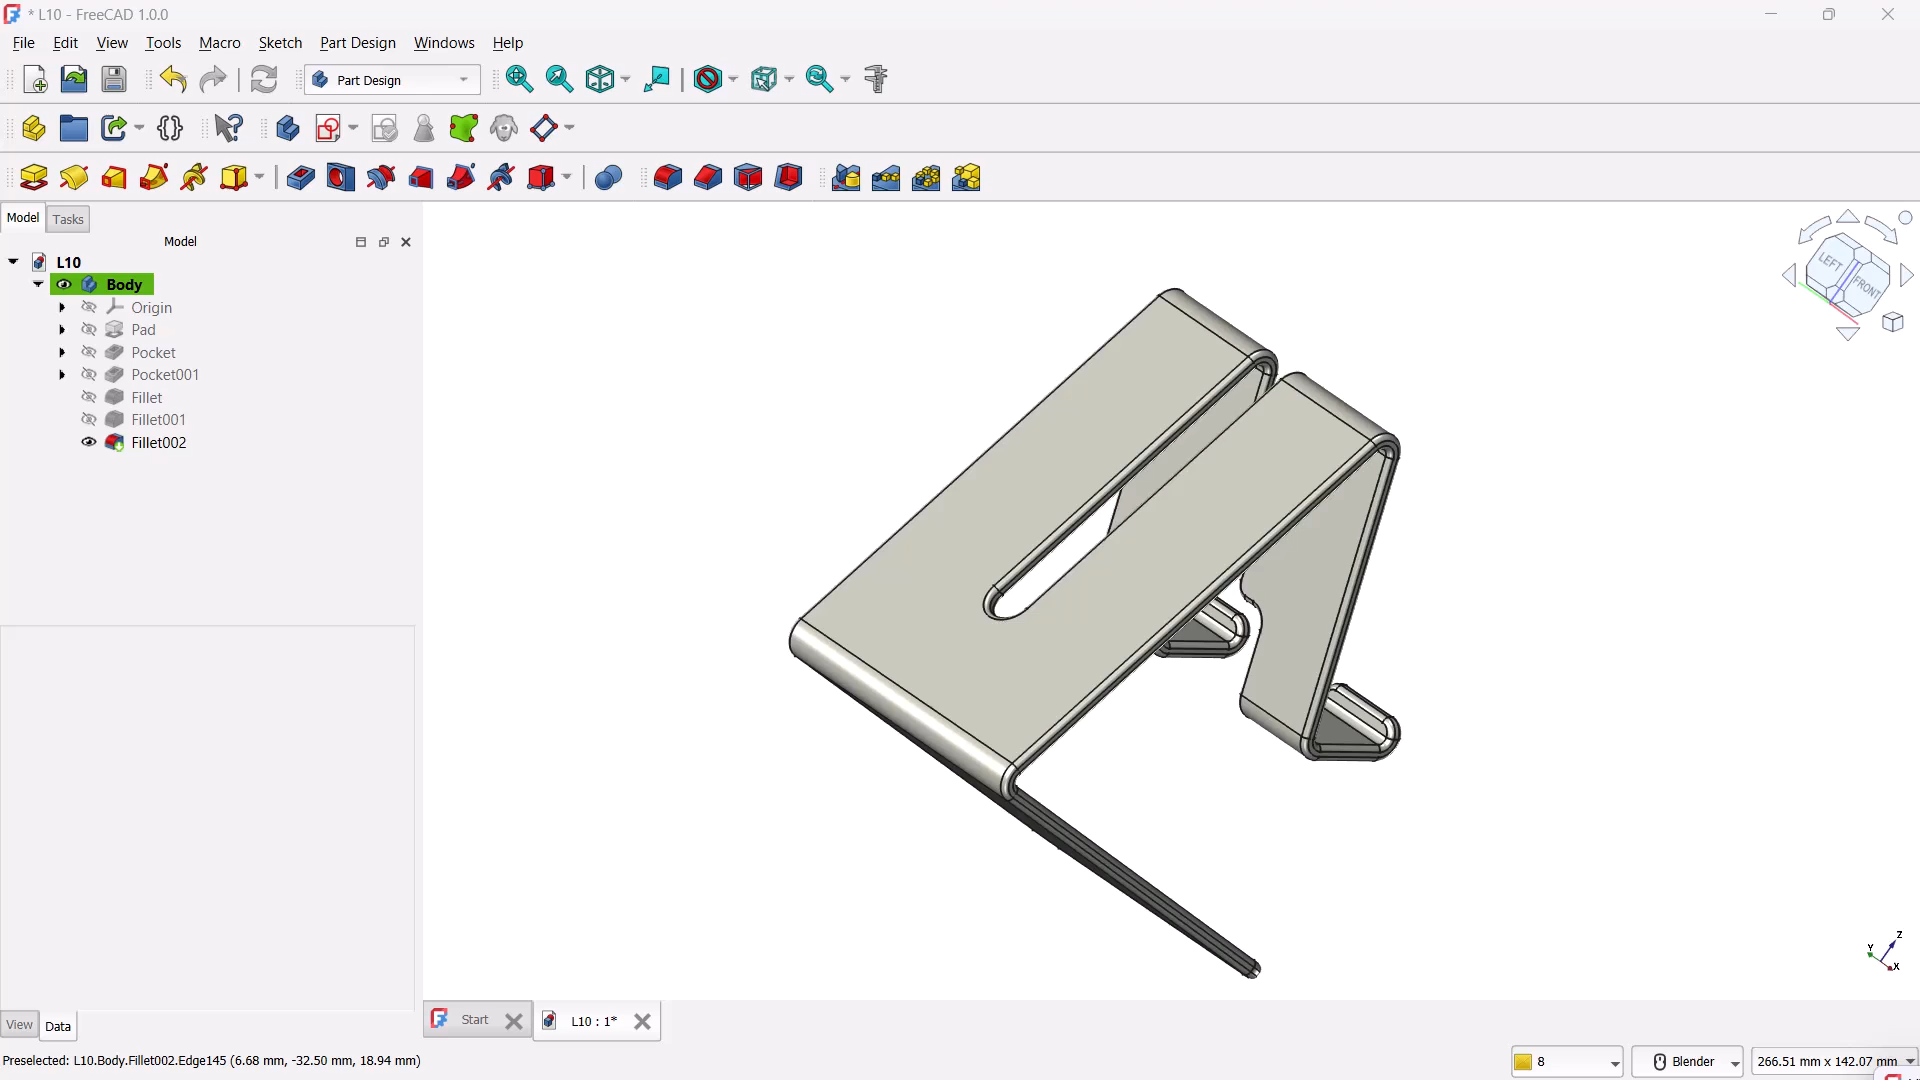 * L10 - FreeCAD 1.0.0
File Edit View Tools Macro Sketch Part Design Windows Help
Part Design
Model Tasks
Model
L10
Body
Origin
Pad
Pocket
Pocket001
Fillet
Fillet001
Fillet002
LEFT FRONT
Z
Y
X
View Data
Start
L10 : 1*
Preselected: L10.Body.Fillet002.Edge145 (6.68 mm, -32.50 mm, 18.94 mm)
8
Blender
266.51 mm x 142.07 mm